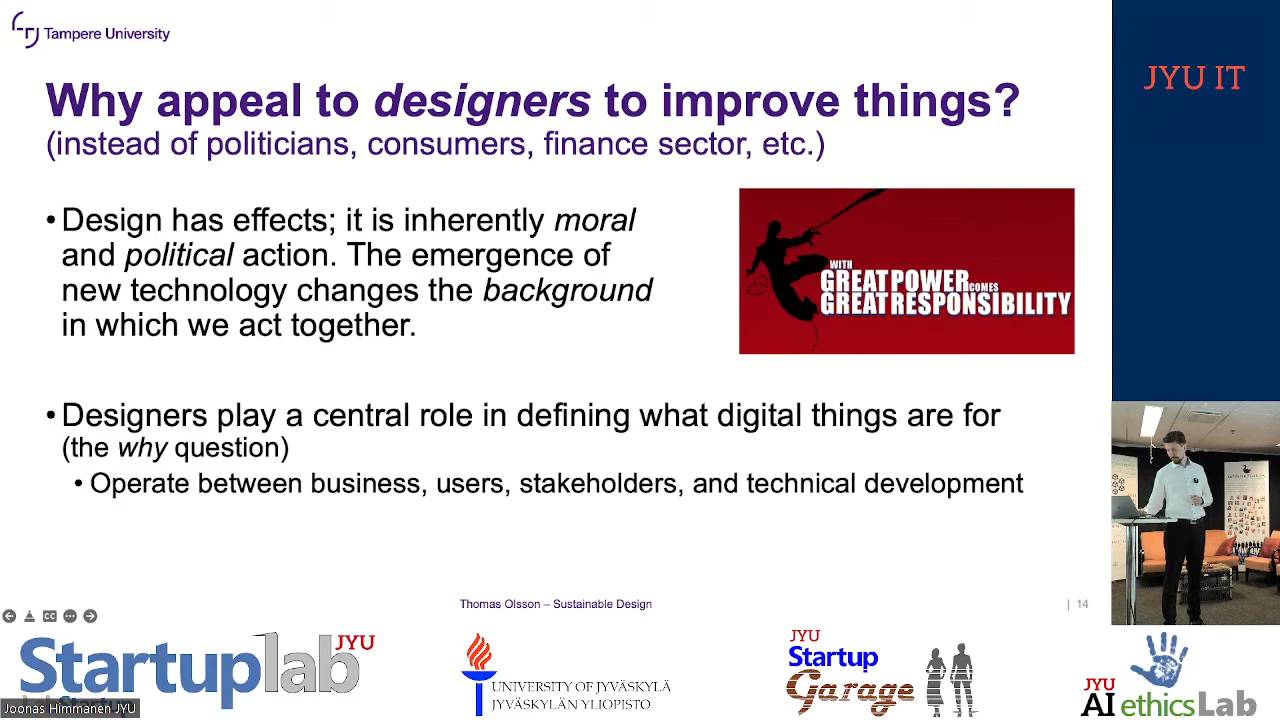 Tampere University
JYU IT
Why appeal to designers to improve things?
(instead of politicians, consumers, finance sector, etc.)
• Design has effects; it is inherently moral
and political action. The emergence of
new technology changes the background
in which we act together.
WITH
GREAT POWER COMES
GREAT RESPONSIBILITY
• Designers play a central role in defining what digital things are for
(the why question)
• Operate between business, users, stakeholders, and technical development
Thomas Olsson – Sustainable Design
| 14
CC
Startuplab JYU
UNIVERSITY OF JYVÄSKYLÄ
JYVÄSKYLÄN YLIOPISTO
JYU
Startup
Garage
JYU
AI ethicsLab
Joonas Himmanen JYU